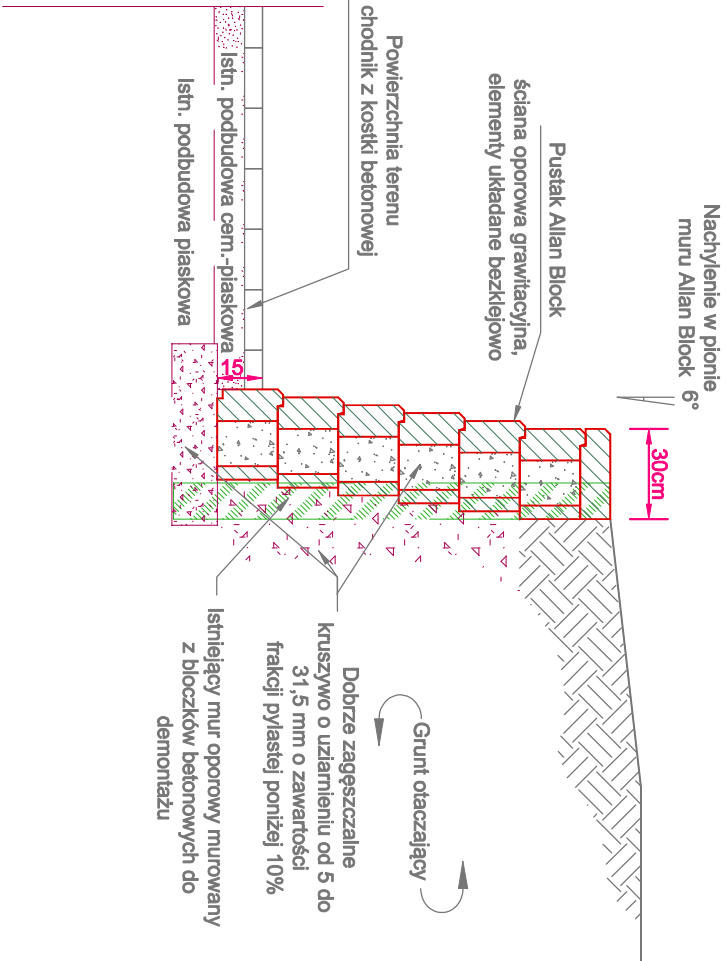 Nachylenie w pionie
muru Allan Block 6°
30cm
Pustak Allan Block
ściana oporowa grawitacyjna,
elementy układane bezklejowo
Powierzchnia terenu
chodnik z kostki betonowej
15
Istn. podbudowa cem.-piaskowa
Istn. podbudowa piaskowa
Grunt otaczający
Dobrze zagęszczalne
kruszywo o uziarnieniu od 5 do
31,5 mm o zawartości
frakcji pylastej poniżej 10%
Istniejący mur oporowy murowany
z bloczków betonowych do
demontażu